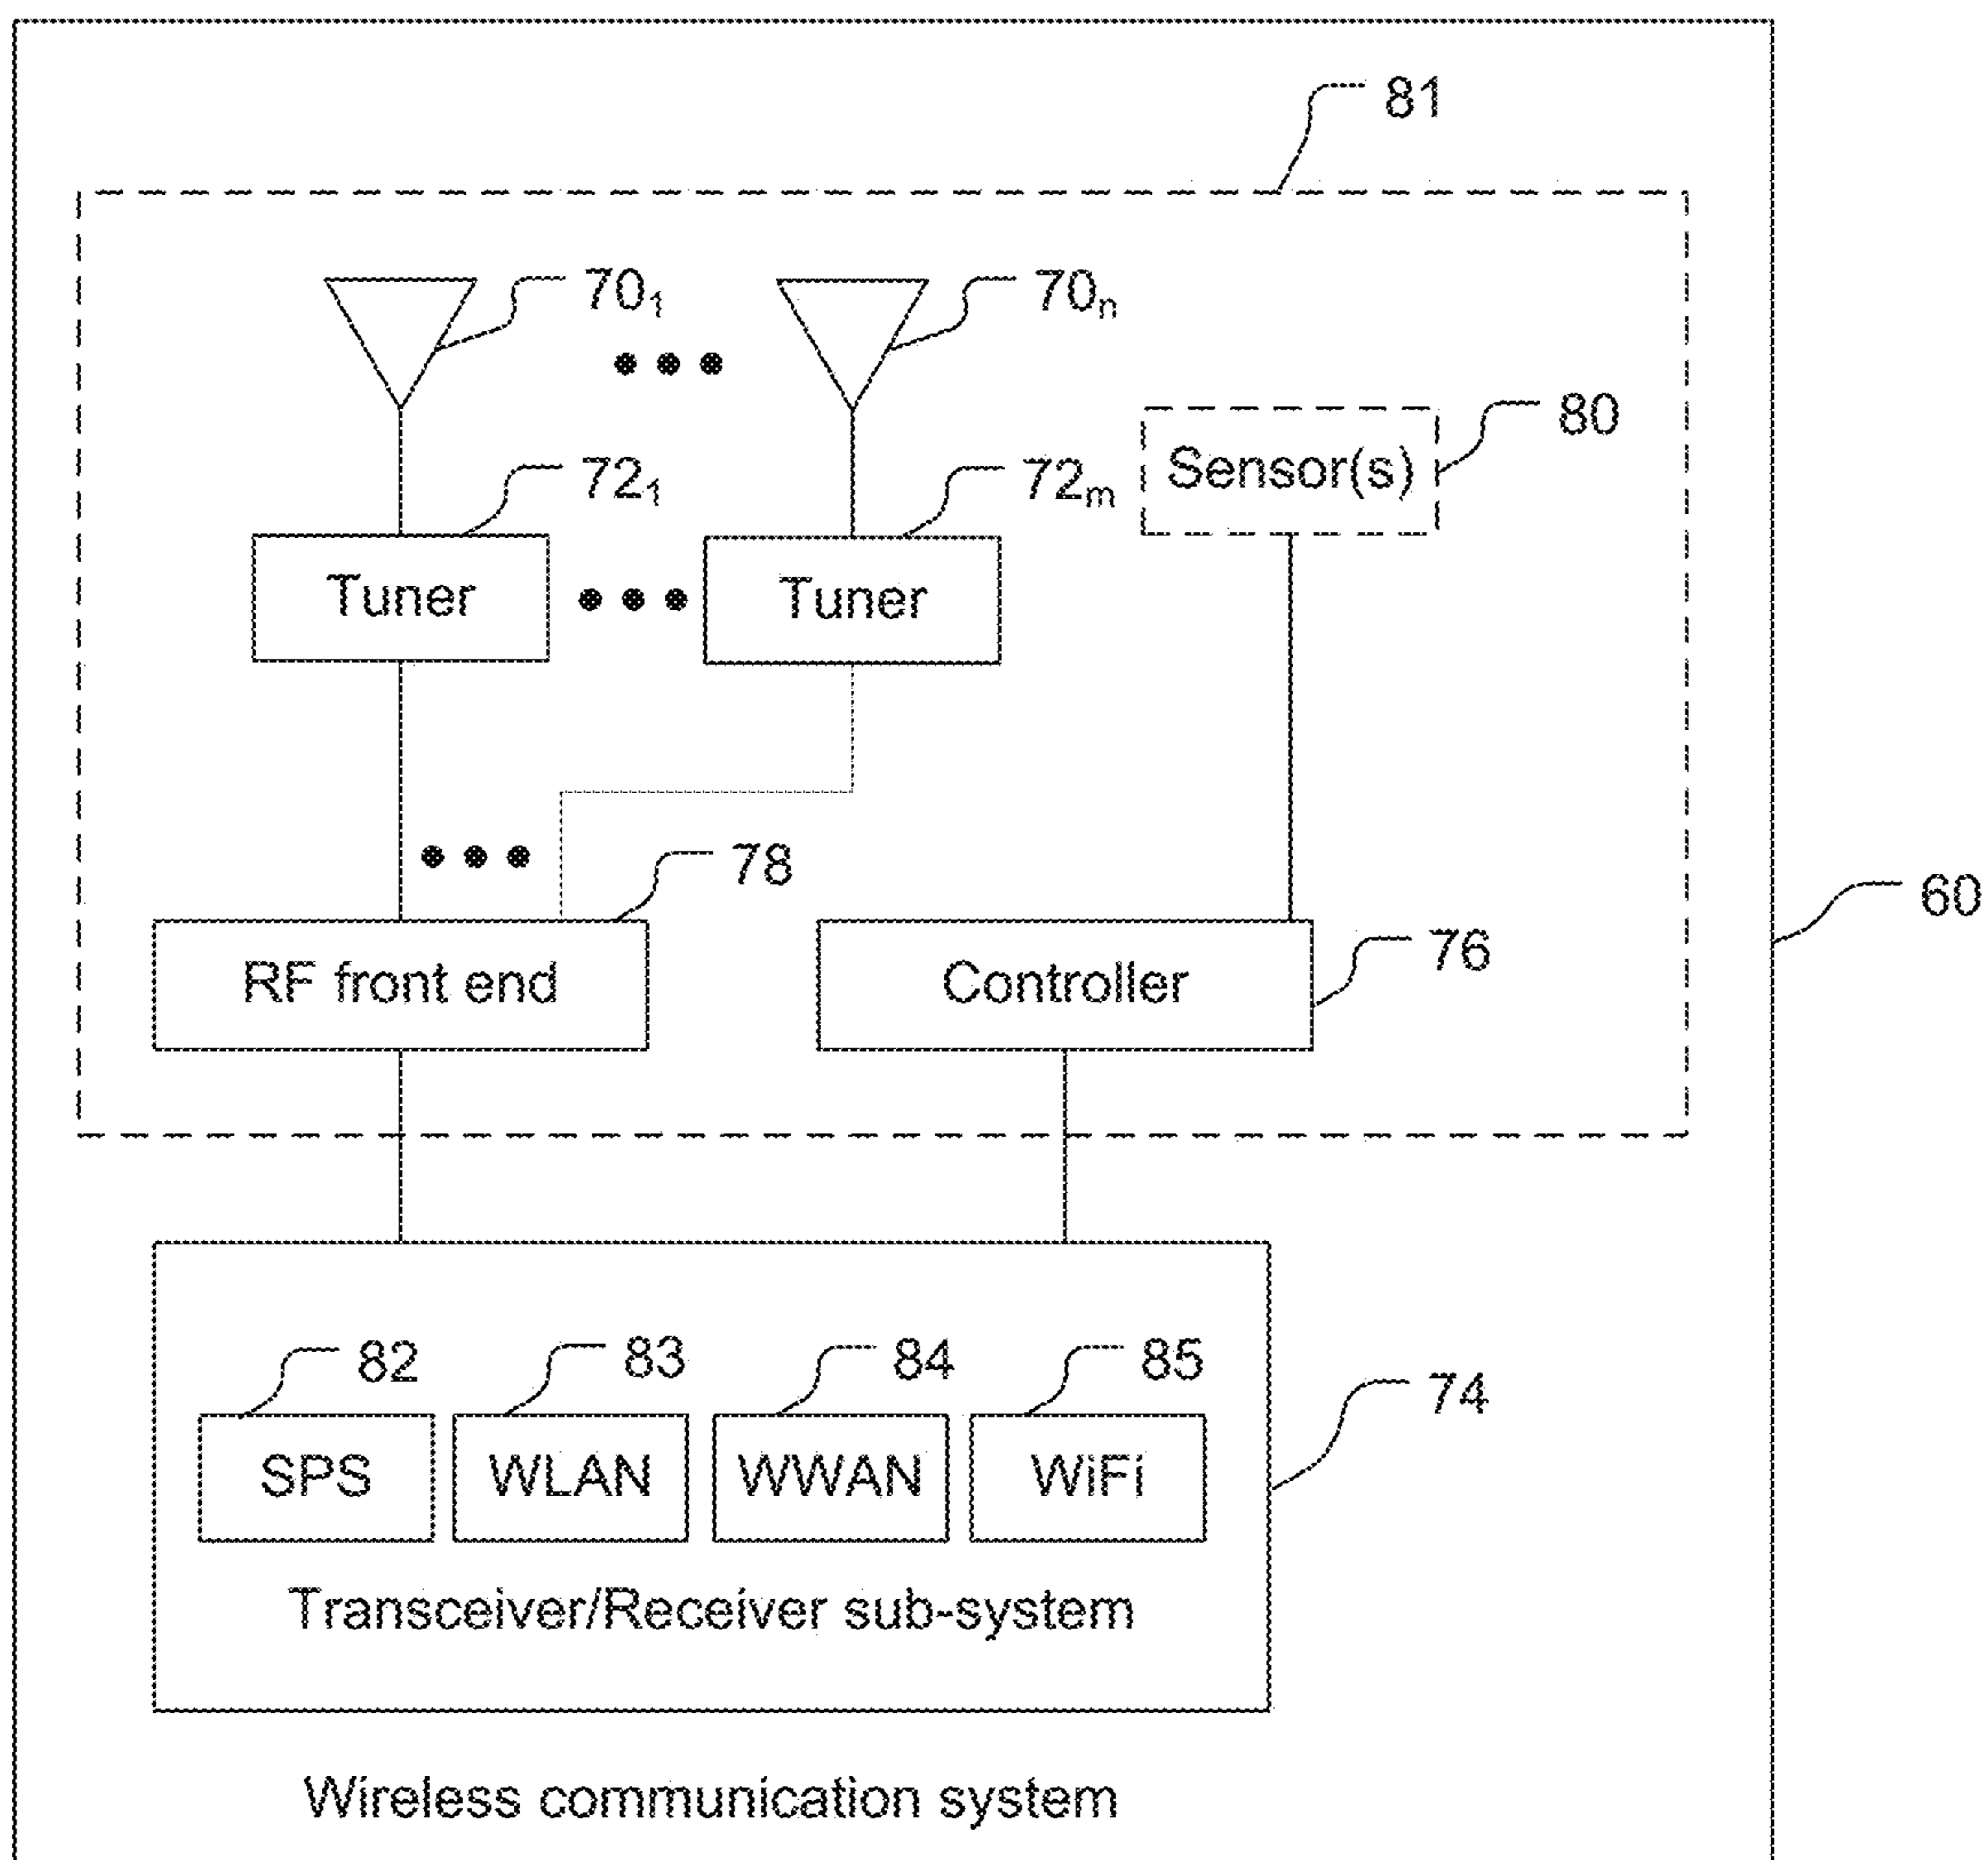 81
70₁
70ₙ
80
Sensor(s)
72₁
72ₘ
Tuner
Tuner
60
78
76
RF front end
Controller
82
83
84
85
74
SPS
WLAN
WWAN
WiFi
Transceiver/Receiver sub-system
Wireless communication system